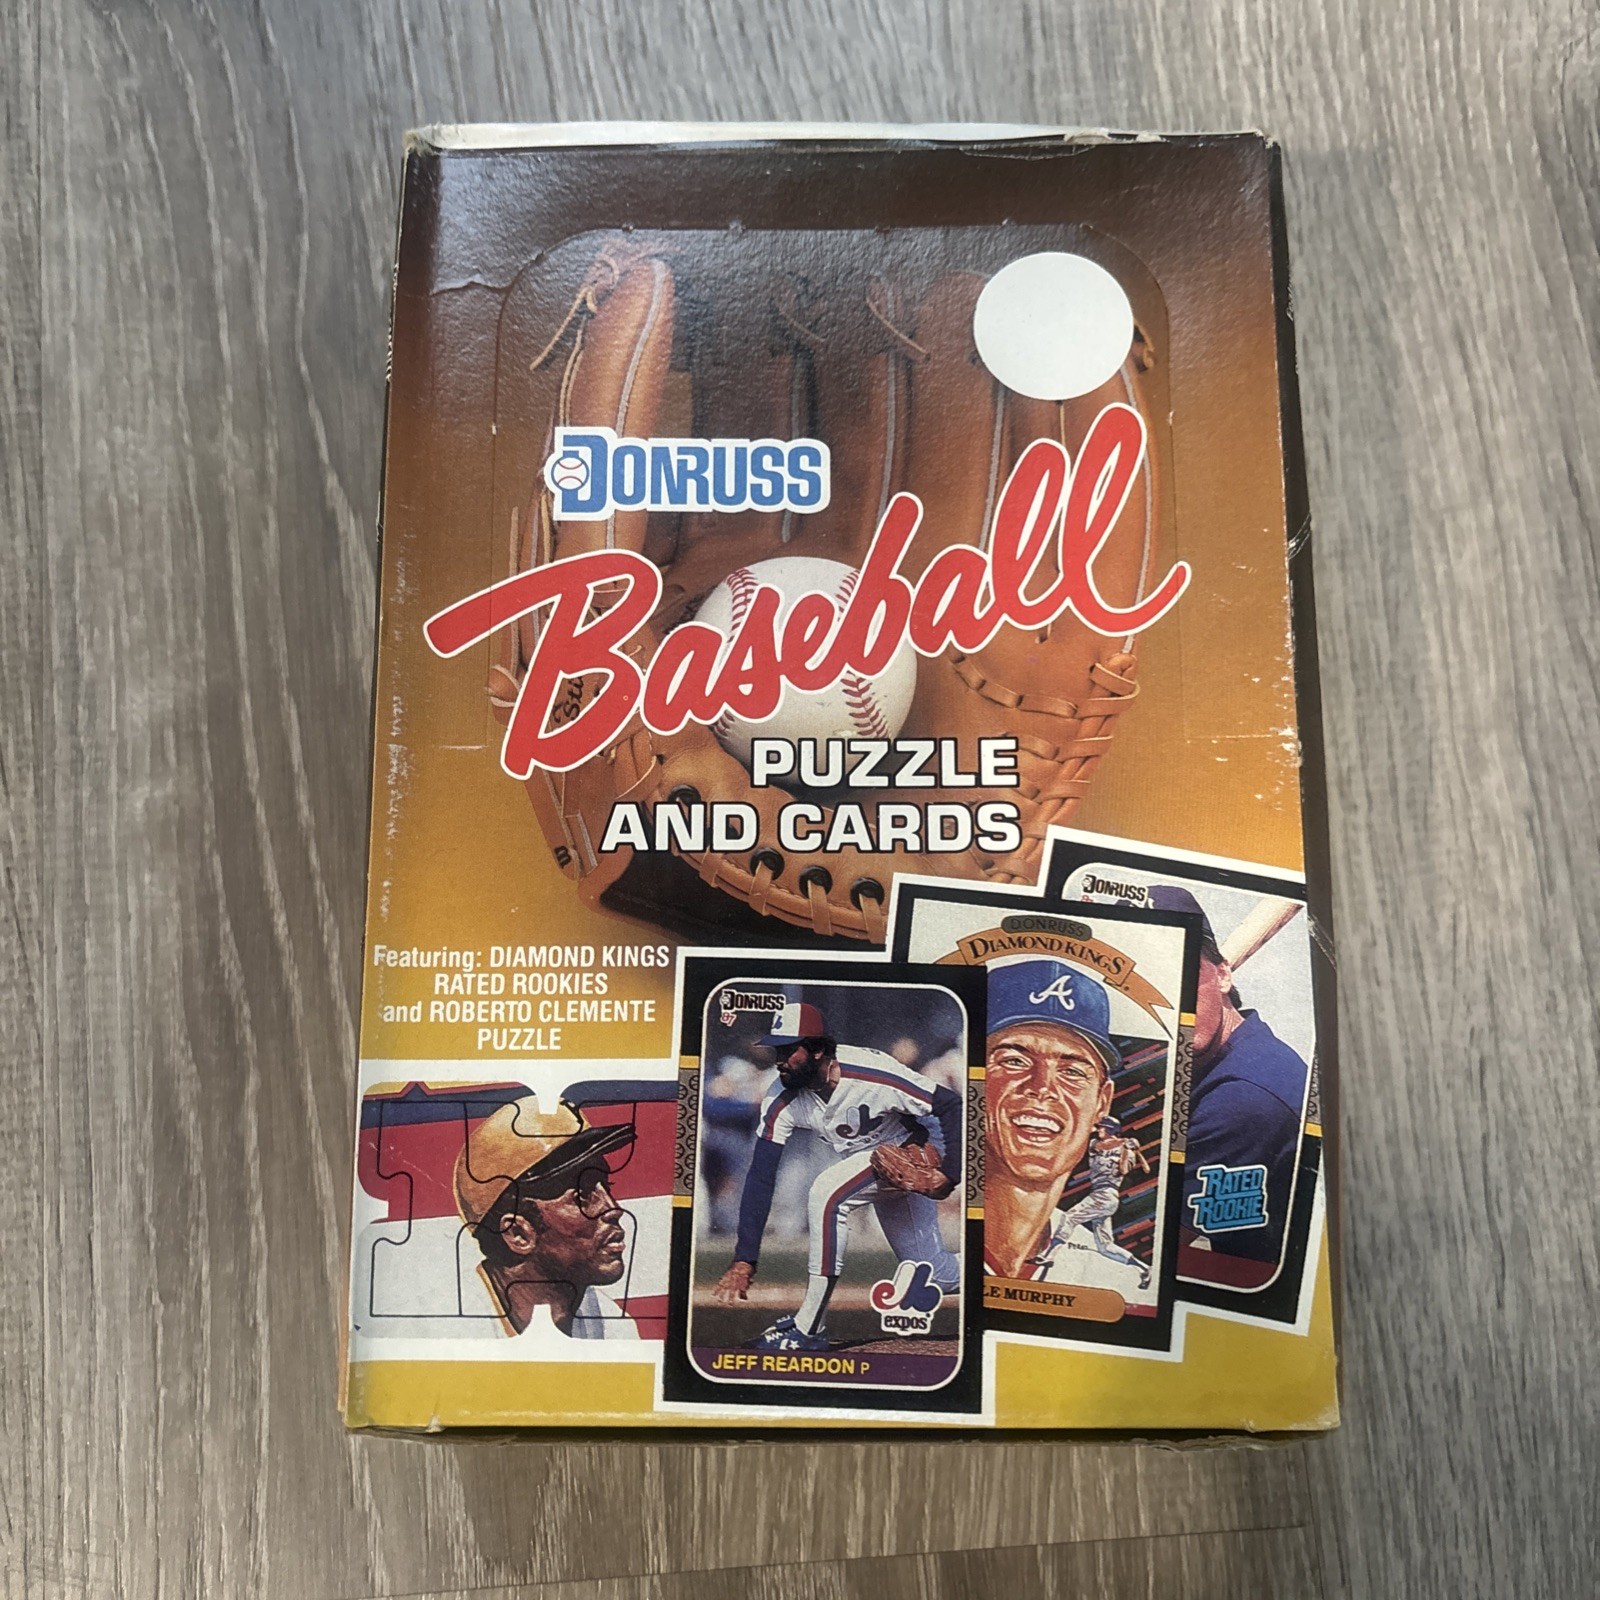 DONRUSS
Baseball
PUZZLE
AND CARDS
Featuring: DIAMOND KINGS
RATED ROOKIES
and ROBERTO CLEMENTE
PUZZLE
DONRUSS
DONRUSS
DIAMOND KINGS
DONRUSS
87
RATED
ROOKIE
LE MURPHY
expos
JEFF REARDON P